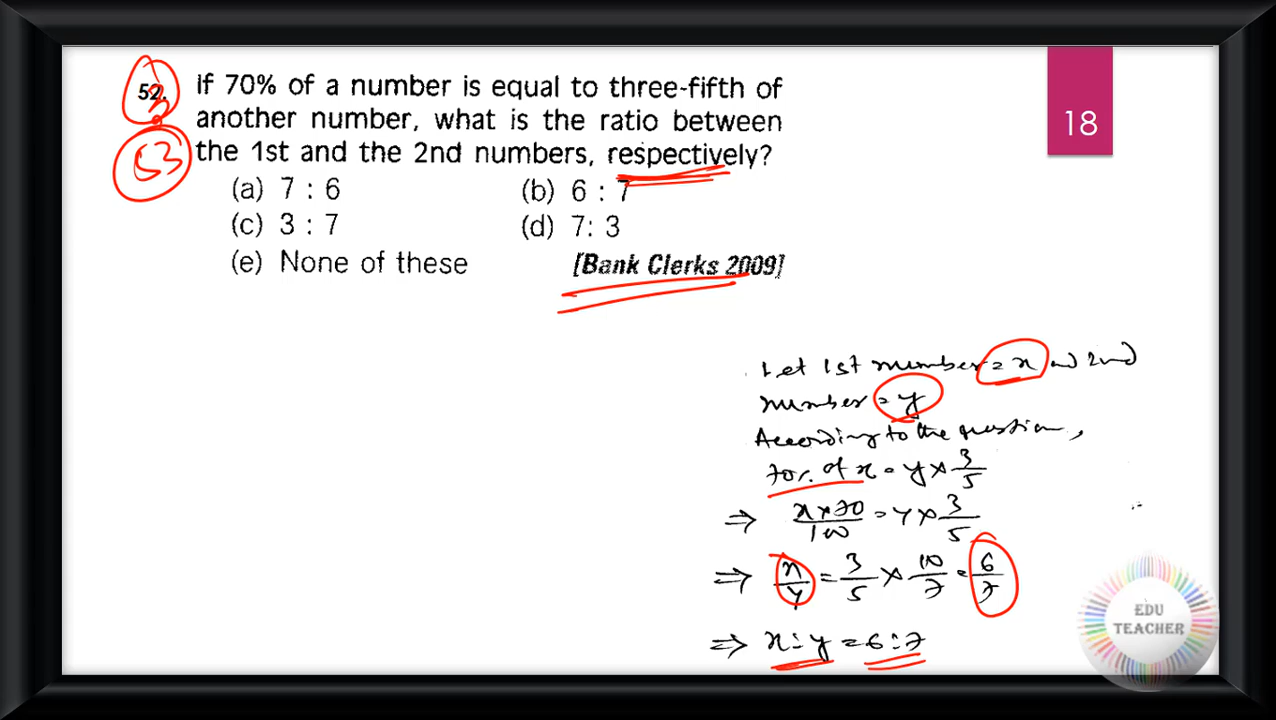 18
52. If 70% of a number is equal to three-fifth of
53
another number, what is the ratio between
the 1st and the 2nd numbers, respectively?
(a) 7 : 6 (b) 6 : 7
(c) 3 : 7 (d) 7: 3
(e) None of these [Bank Clerks 2009]
Let 1st number = x and 2nd
number = y
According to the question,
70%. of x = y × 3/5
⇒ x × 70/100 = y × 3/5
⇒ x/y = 3/5 × 10/7 = 6/7
⇒ x : y = 6 : 7
EDU
TEACHER